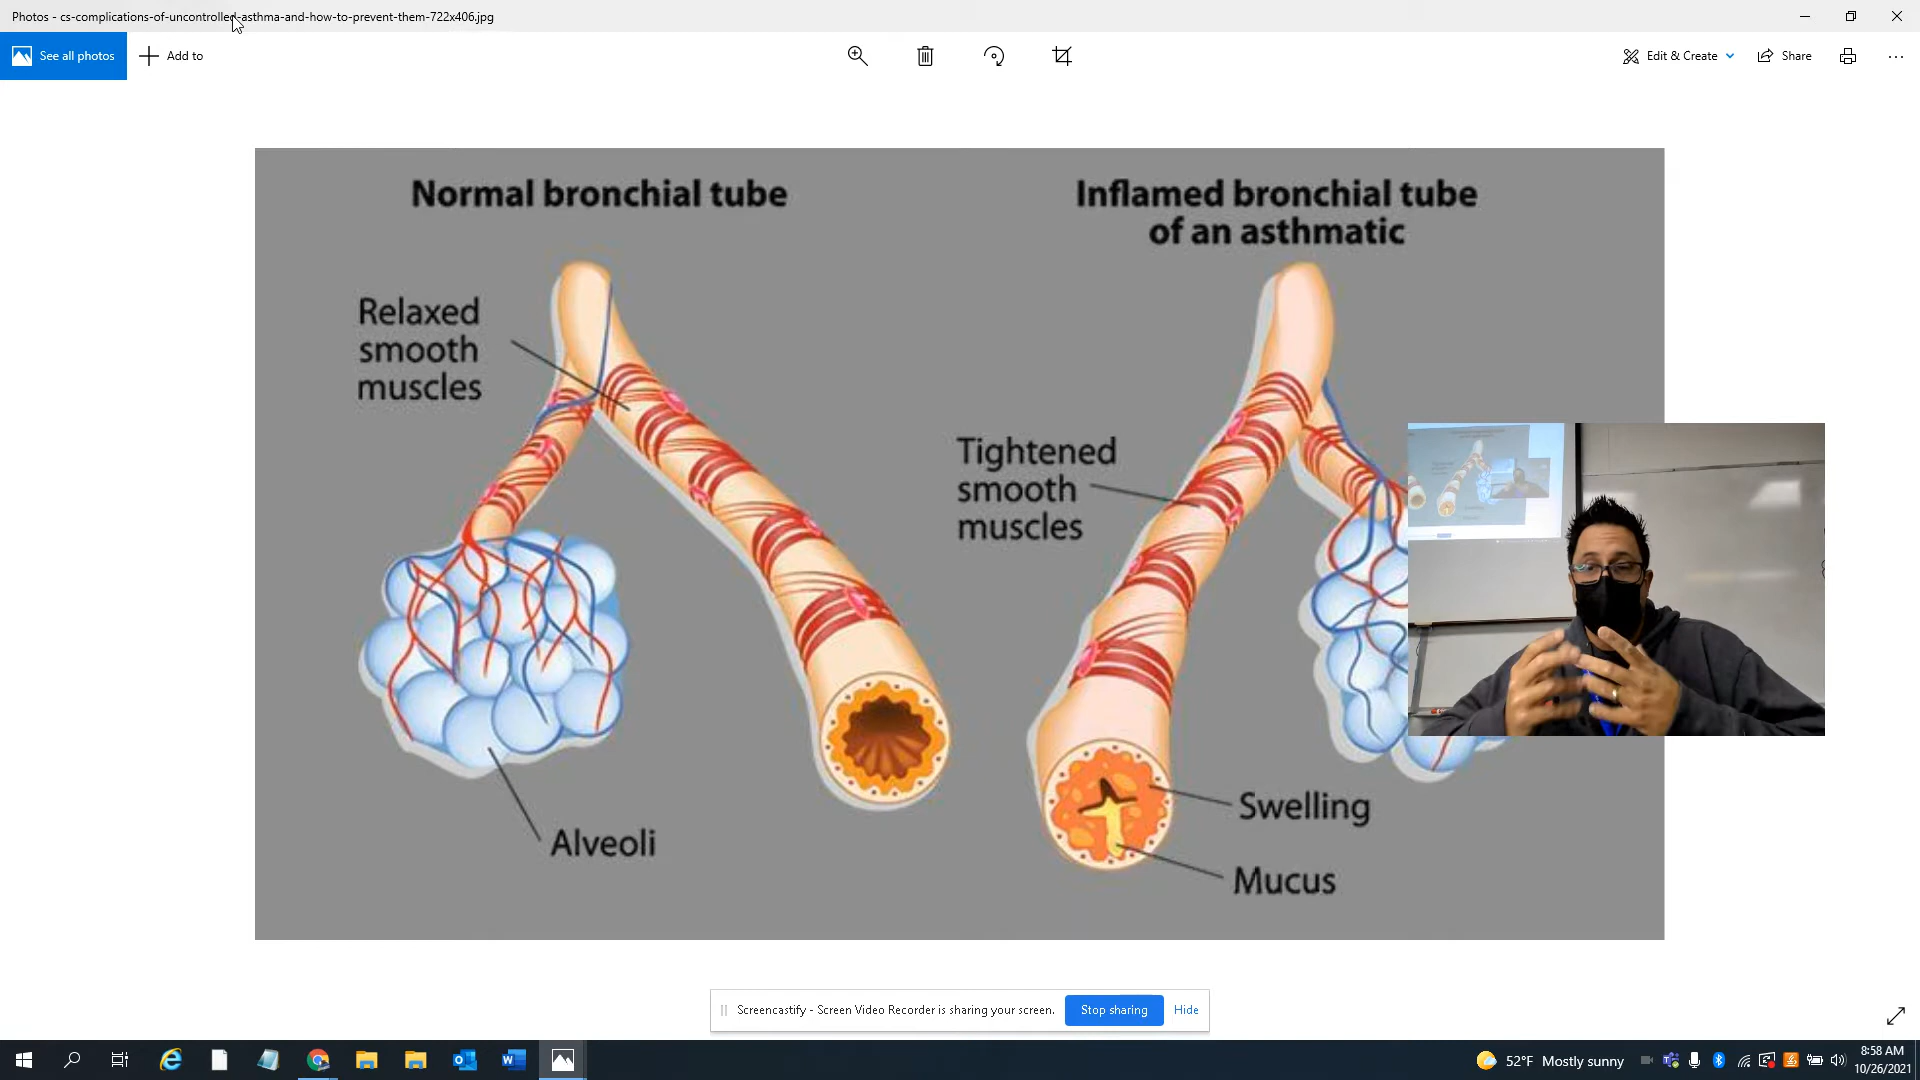 Photos - cs-complications-of-uncontrolled-asthma-and-how-to-prevent-them-722x406.jpg
See all photos
Add to
Edit & Create
Share
Normal bronchial tube
Inflamed bronchial tube
of an asthmatic
Relaxed
smooth
muscles
Tightened
smooth
muscles
Alveoli
Swelling
Mucus
Screencastify - Screen Video Recorder is sharing your screen.
Stop sharing
Hide
52°F Mostly sunny
8:58 AM
10/26/2021